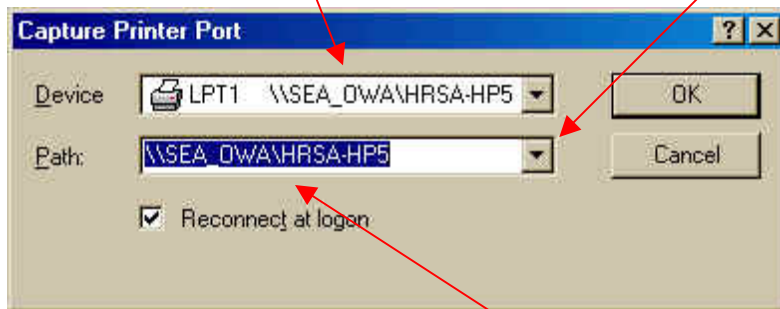 Capture Printer Port
Device LPT1 \\SEA_OWA\HRSA-HP5 OK
Path: \\SEA_OWA\HRSA-HP5 Cancel
Reconnect at logon